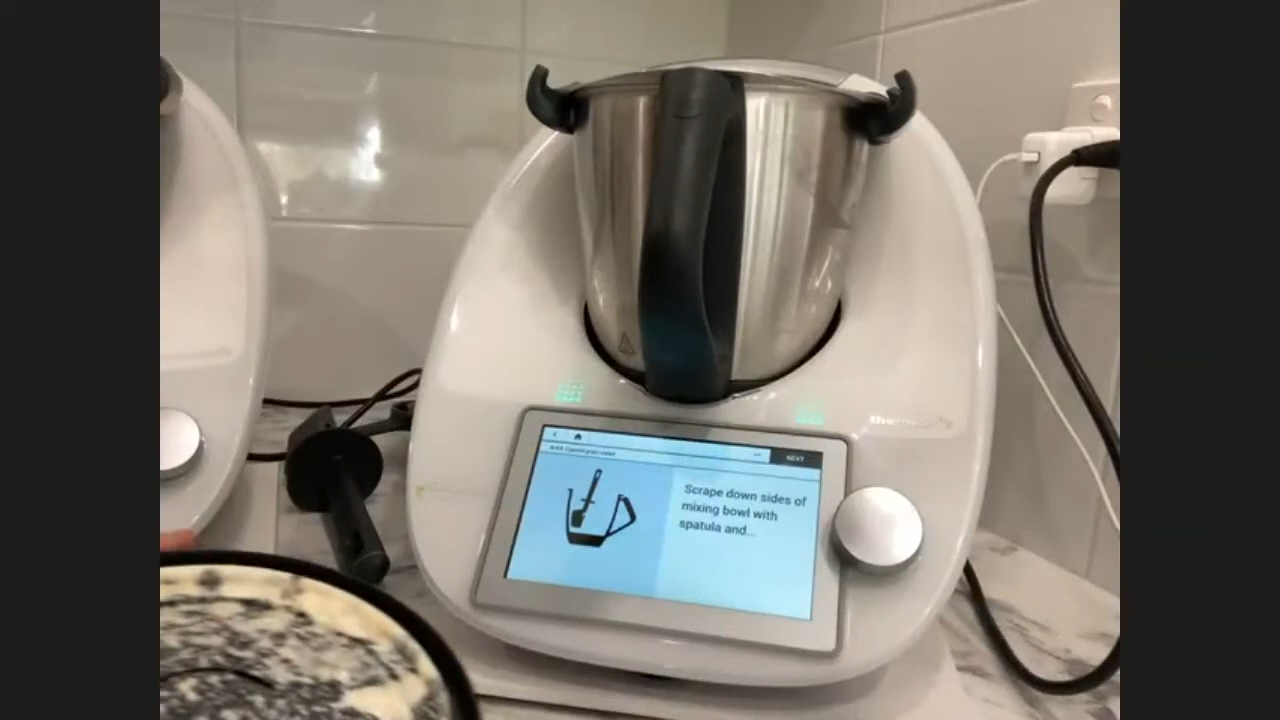 NEXT
Scrape down sides of
mixing bowl with
spatula and...